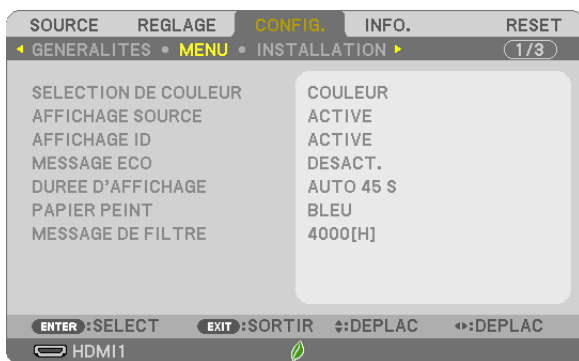 SOURCE REGLAGE CONFIG. INFO. RESET
GENERALITES • MENU • INSTALLATION 1/3
SELECTION DE COULEUR COULEUR
AFFICHAGE SOURCE ACTIVE
AFFICHAGE ID ACTIVE
MESSAGE ECO DESACT.
DUREE D'AFFICHAGE AUTO 45 S
PAPIER PEINT BLEU
MESSAGE DE FILTRE 4000[H]
ENTER :SELECT EXIT :SORTIR :DEPLAC :DEPLAC
HDMI1